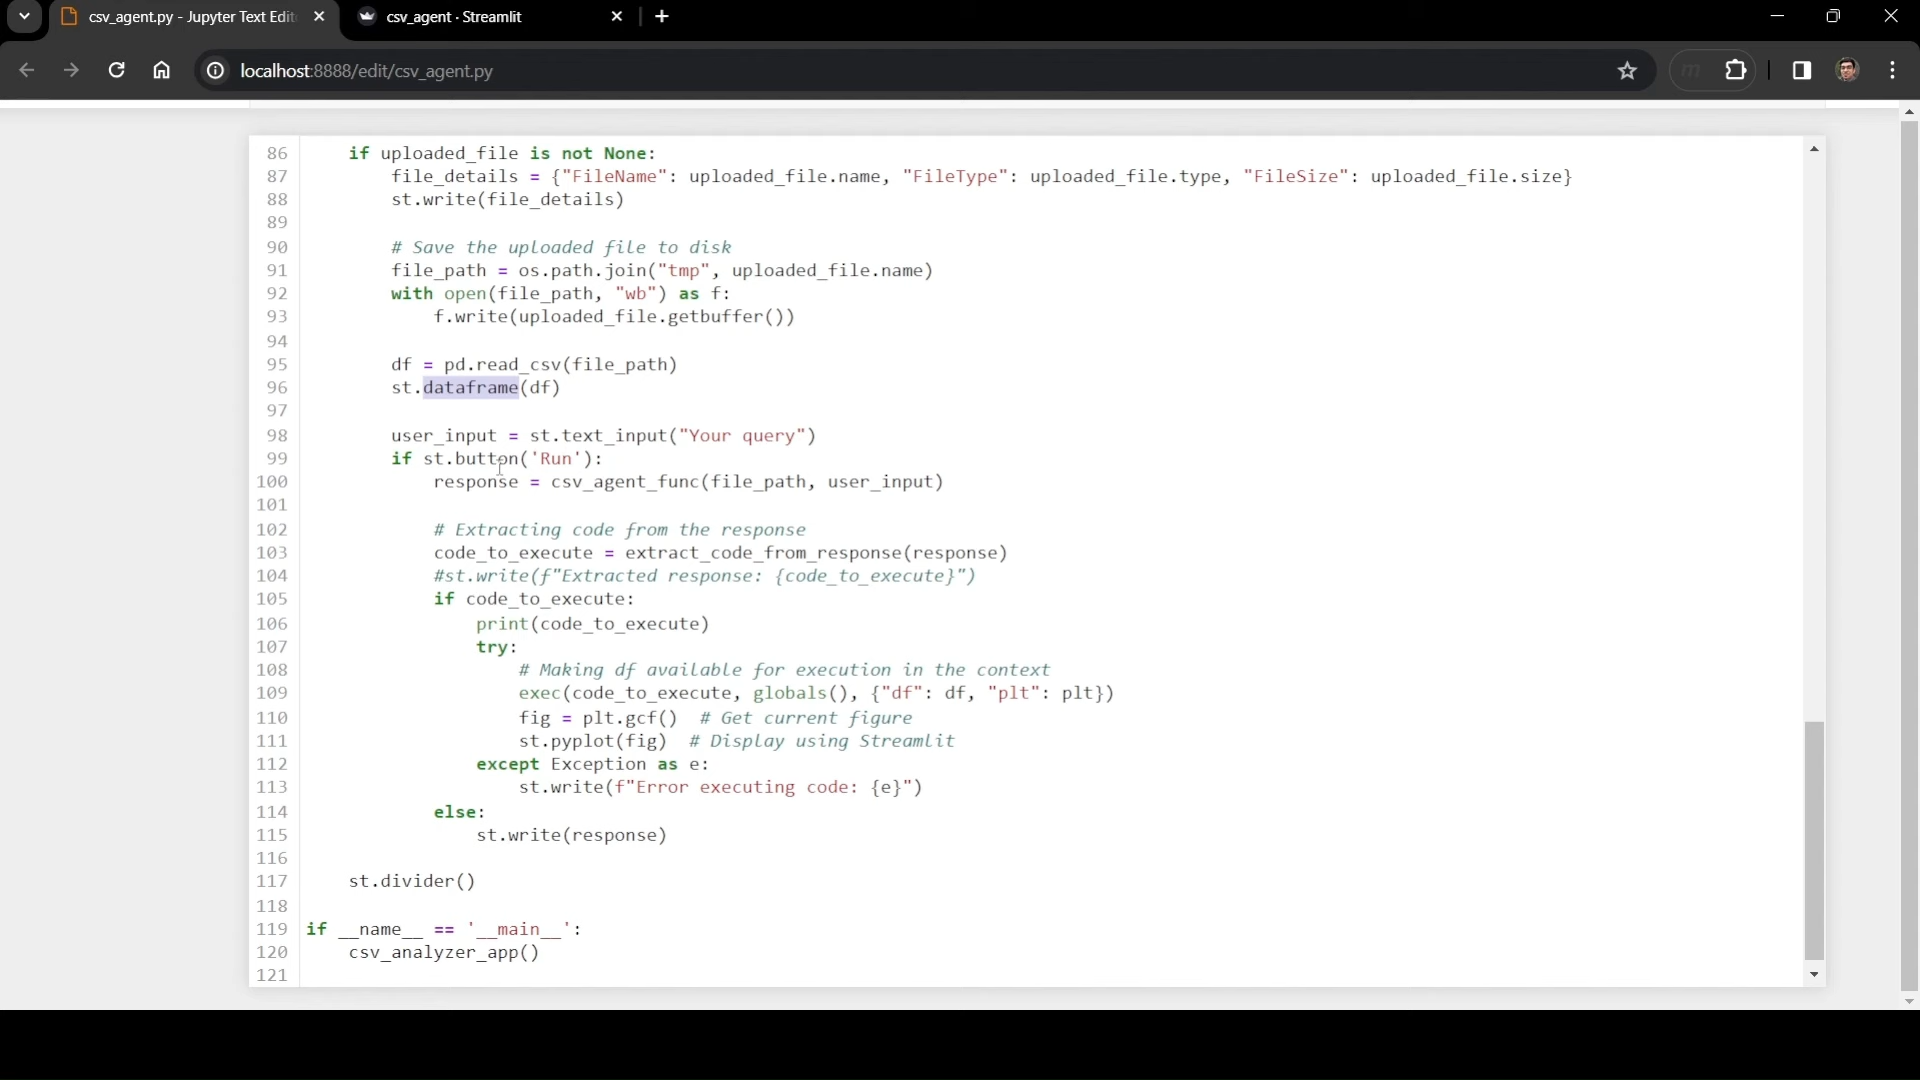 csv_agent.py - Jupyter Text Edit
csv_agent · Streamlit
localhost:8888/edit/csv_agent.py
86 if uploaded_file is not None:
87 file_details = {"FileName": uploaded_file.name, "FileType": uploaded_file.type, "FileSize": uploaded_file.size}
88 st.write(file_details)
89
90 # Save the uploaded file to disk
91 file_path = os.path.join("tmp", uploaded_file.name)
92 with open(file_path, "wb") as f:
93 f.write(uploaded_file.getbuffer())
94
95 df = pd.read_csv(file_path)
96 st.dataframe(df)
97
98 user_input = st.text_input("Your query")
99 if st.button('Run'):
100 response = csv_agent_func(file_path, user_input)
101
102 # Extracting code from the response
103 code_to_execute = extract_code_from_response(response)
104 #st.write(f"Extracted response: {code_to_execute}")
105 if code_to_execute:
106 print(code_to_execute)
107 try:
108 # Making df available for execution in the context
109 exec(code_to_execute, globals(), {"df": df, "plt": plt})
110 fig = plt.gcf() # Get current figure
111 st.pyplot(fig) # Display using Streamlit
112 except Exception as e:
113 st.write(f"Error executing code: {e}")
114 else:
115 st.write(response)
116
117 st.divider()
118
119 if __name__ == '__main__':
120 csv_analyzer_app()
121